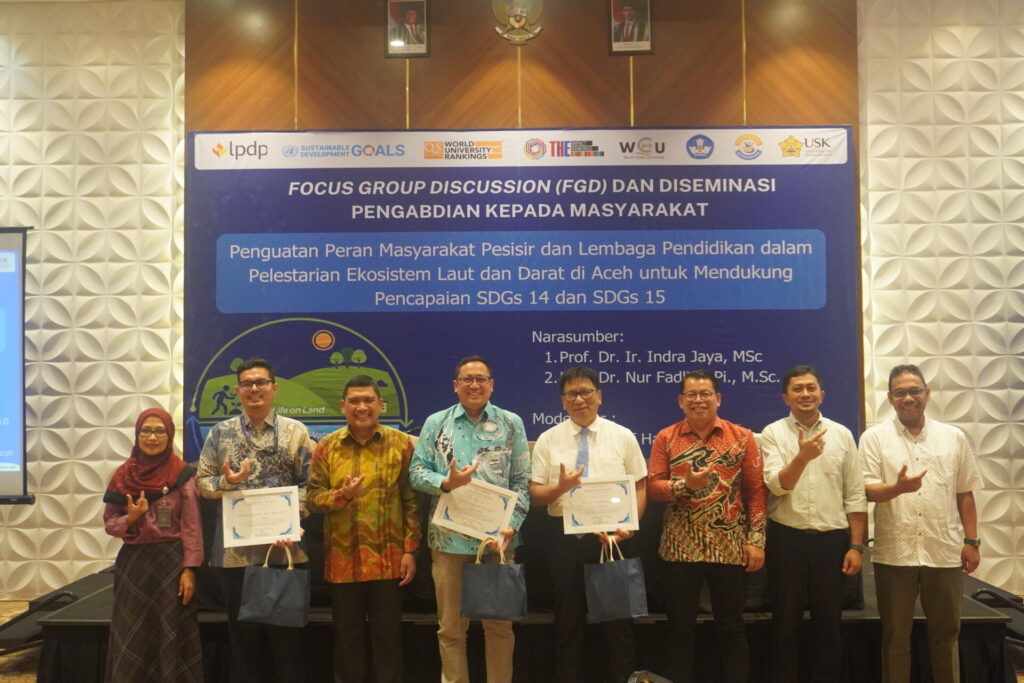 lpdp
SUSTAINABLE DEVELOPMENT GOALS
QS WORLD UNIVERSITY RANKINGS
THE
WCU
USK
FOCUS GROUP DISCUSSION (FGD) DAN DISEMINASI
PENGABDIAN KEPADA MASYARAKAT
Penguatan Peran Masyarakat Pesisir dan Lembaga Pendidikan dalam
Pelestarian Ekosistem Laut dan Darat di Aceh untuk Mendukung
Pencapaian SDGs 14 dan SDGs 15
Narasumber:
1. Prof. Dr. Ir. Indra Jaya, MSc
2. Dr. Nur Pi., M.Sc.
Life on Land